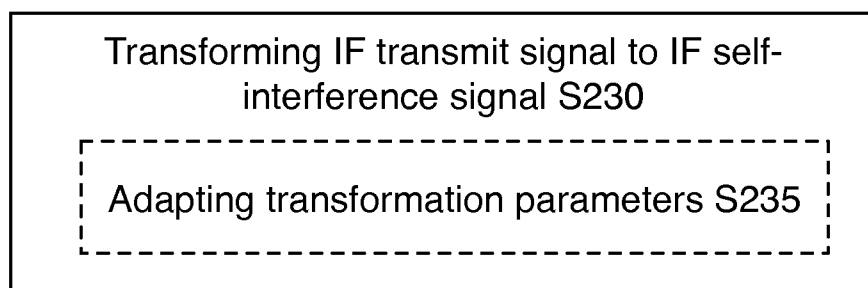 Transforming IF transmit signal to IF self-
interference signal S230
Adapting transformation parameters S235